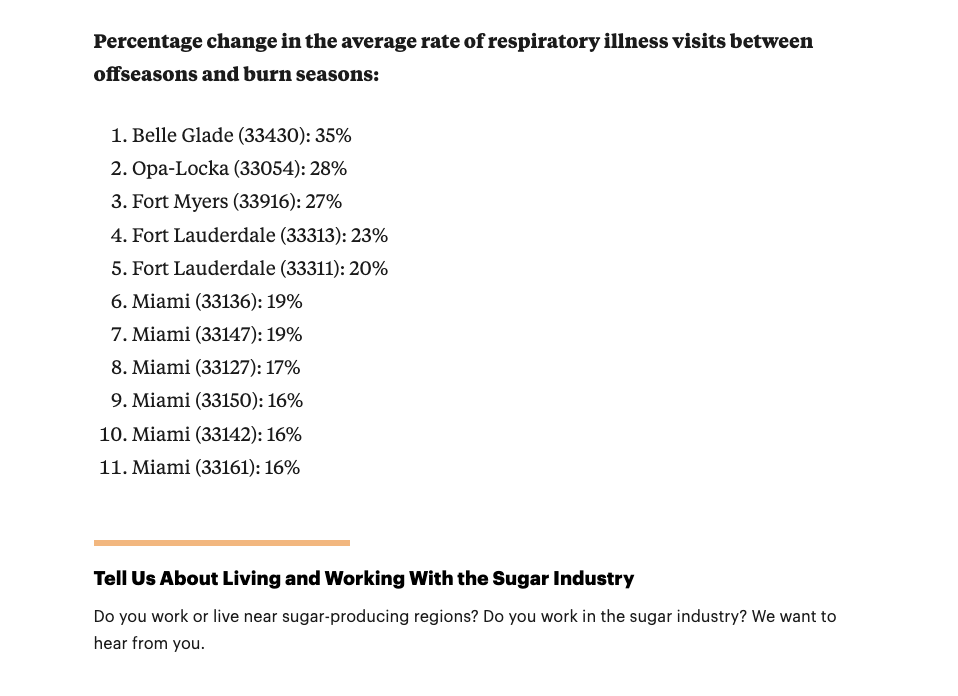 Percentage change in the average rate of respiratory illness visits between
offseasons and burn seasons:
1. Belle Glade (33430): 35%
2. Opa-Locka (33054): 28%
3. Fort Myers (33916): 27%
4. Fort Lauderdale (33313): 23%
5. Fort Lauderdale (33311): 20%
6. Miami (33136): 19%
7. Miami (33147): 19%
8. Miami (33127): 17%
9. Miami (33150): 16%
10. Miami (33142): 16%
11. Miami (33161): 16%
Tell Us About Living and Working With the Sugar Industry
Do you work or live near sugar-producing regions? Do you work in the sugar industry? We want to
hear from you.